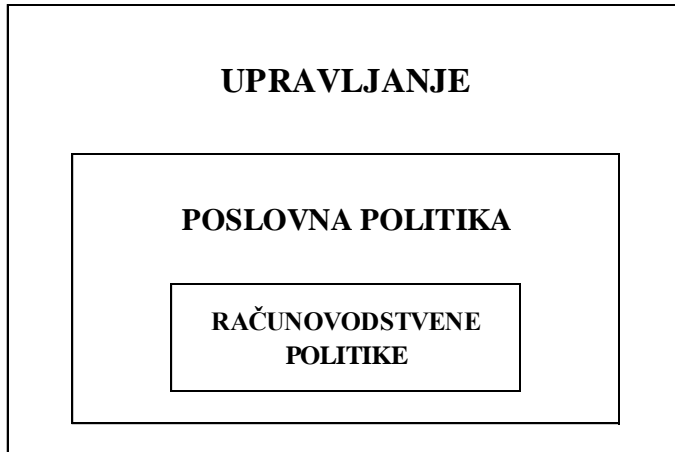 UPRAVLJANJE
POSLOVNA POLITIKA
RAČUNOVODSTVENE
POLITIKE